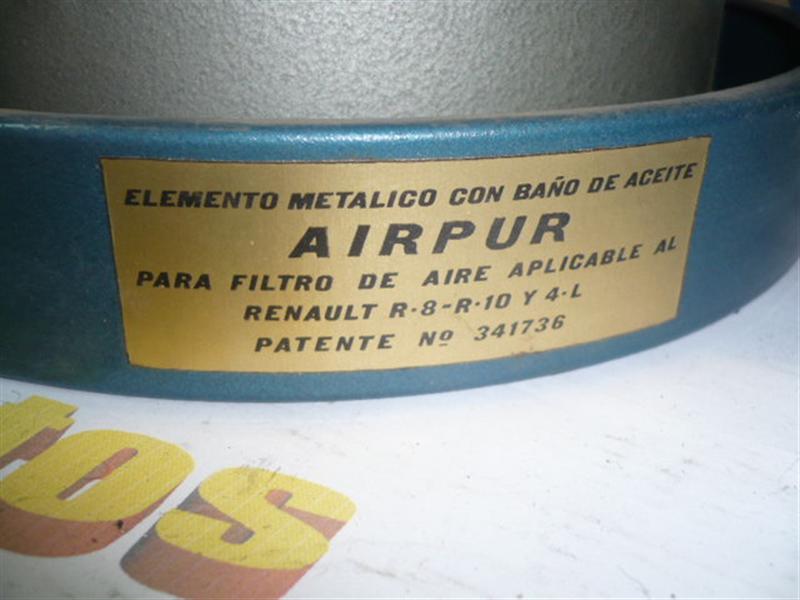 ELEMENTO METALICO CON BAÑO DE ACEITE
AIRPUR
PARA FILTRO DE AIRE APLICABLE AL
RENAULT R·8-R·10 Y 4·L
PATENTE Nº 341736
tos